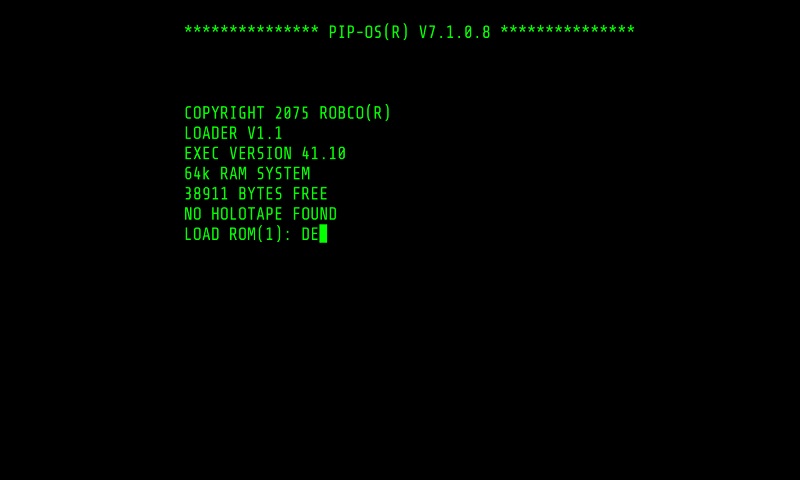 *************** PIP-OS(R) V7.1.0.8 ***************
COPYRIGHT 2075 ROBCO(R)
LOADER V1.1
EXEC VERSION 41.10
64k RAM SYSTEM
38911 BYTES FREE
NO HOLOTAPE FOUND
LOAD ROM(1): DE